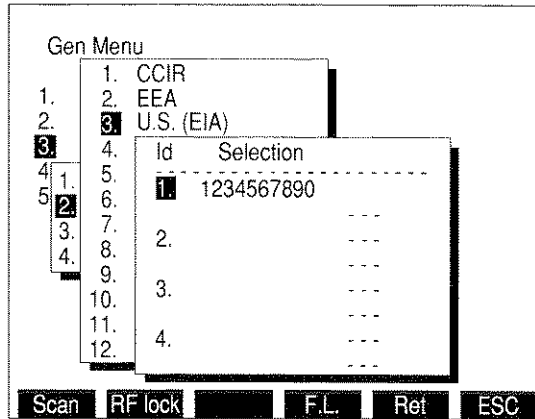 Gen Menu
1.
2.
3.
4
5
1.
2.
3.
4.
1. CCIR
2. EEA
3. U.S. (EIA)
4.
5.
6.
7.
8.
9.
10.
11.
12.
Id Selection
1. 1234567890
- - -
2. - - -
- - -
3. - - -
- - -
4. - - -
- - -
Scan RF lock F.L. Ret ESC